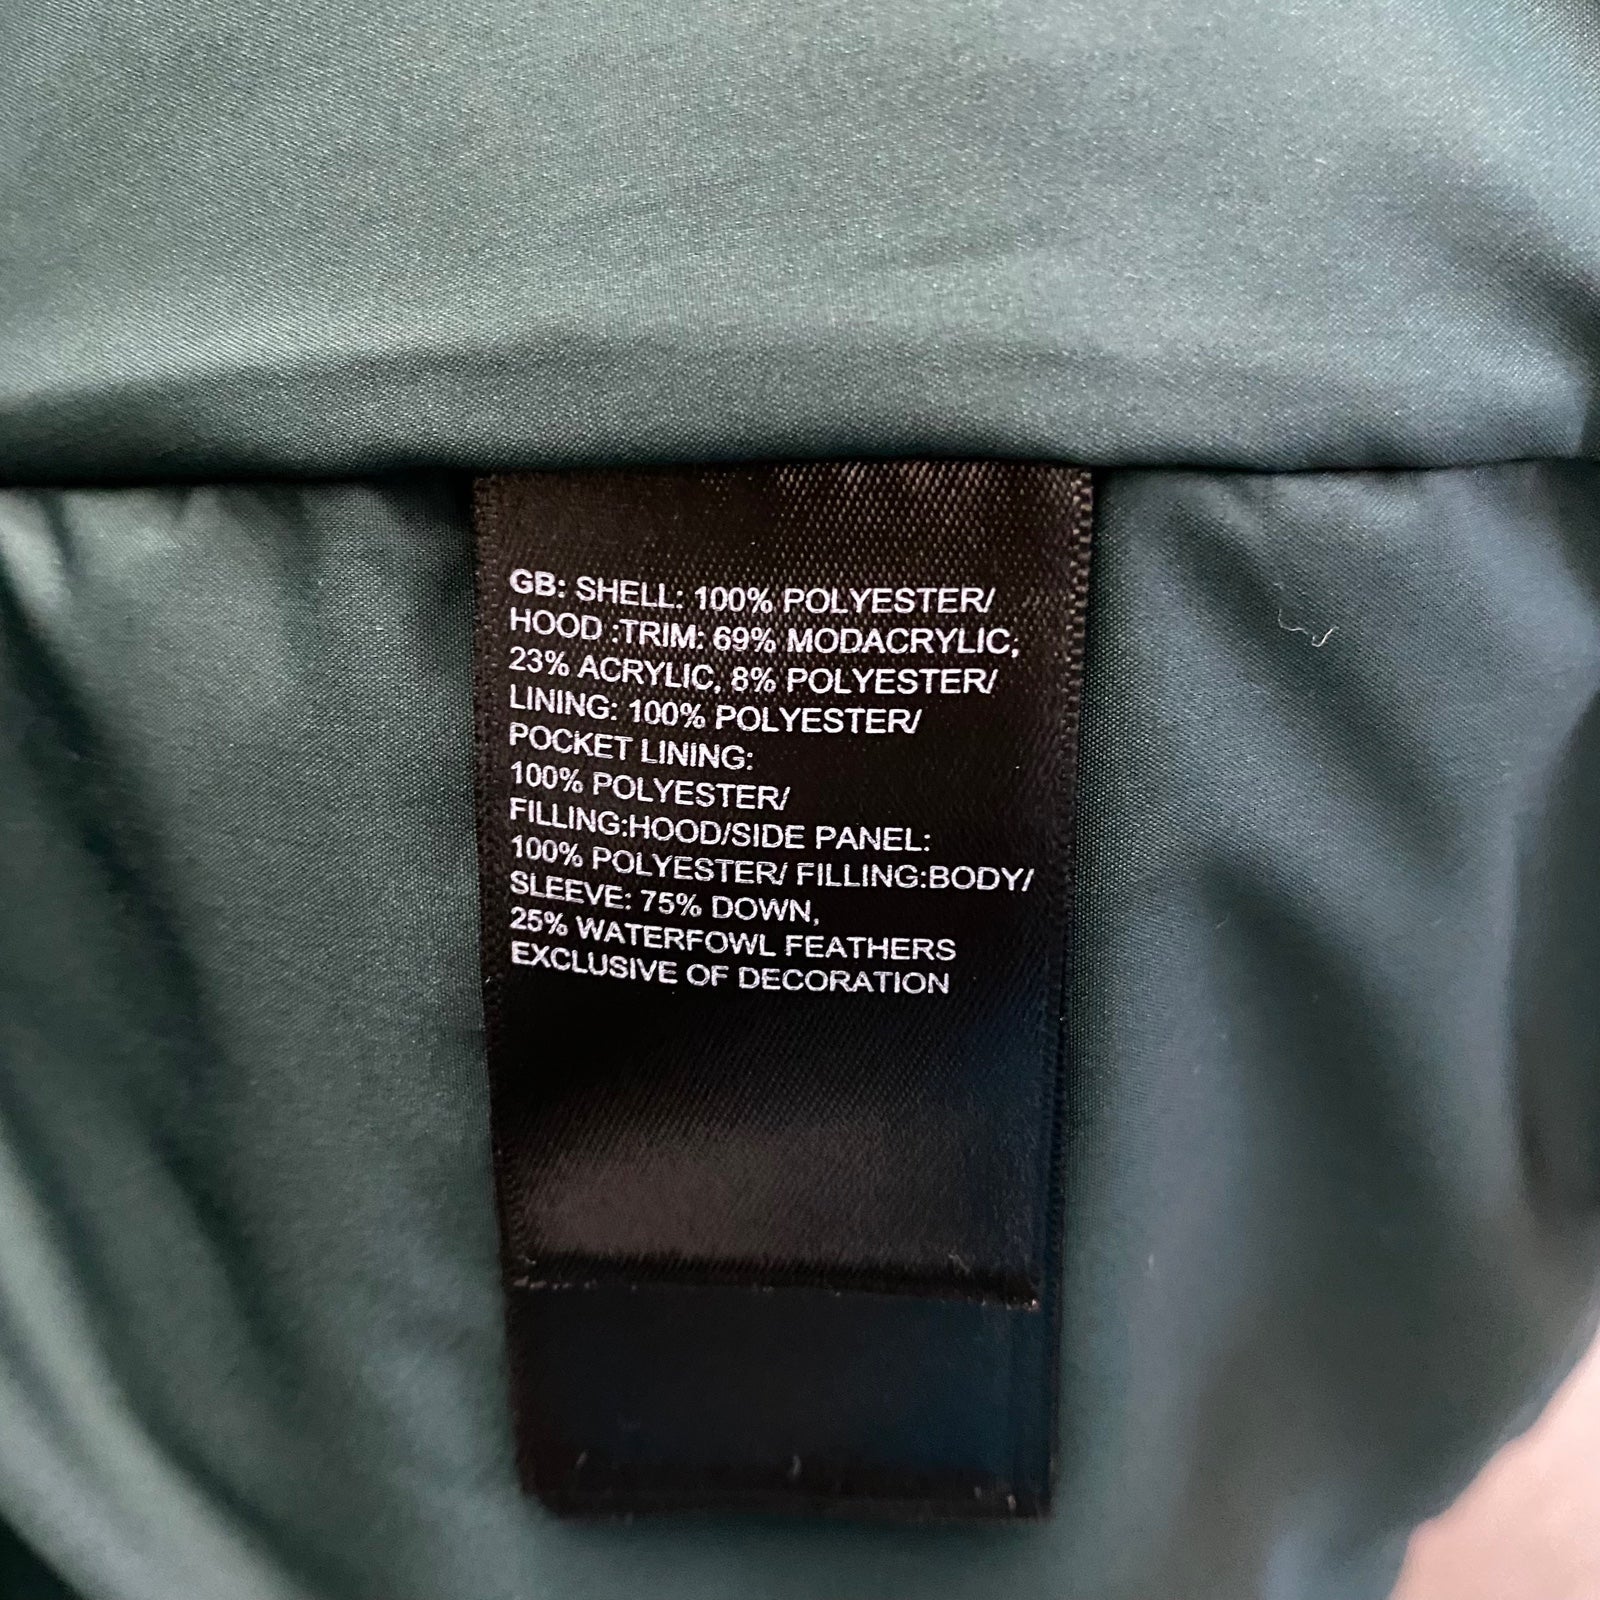 GB: SHELL: 100% POLYESTER/
HOOD :TRIM: 69% MODACRYLIC,
23% ACRYLIC, 8% POLYESTER/
LINING: 100% POLYESTER/
POCKET LINING:
100% POLYESTER/
FILLING:HOOD/SIDE PANEL:
100% POLYESTER/ FILLING:BODY/
SLEEVE: 75% DOWN,
25% WATERFOWL FEATHERS
EXCLUSIVE OF DECORATION